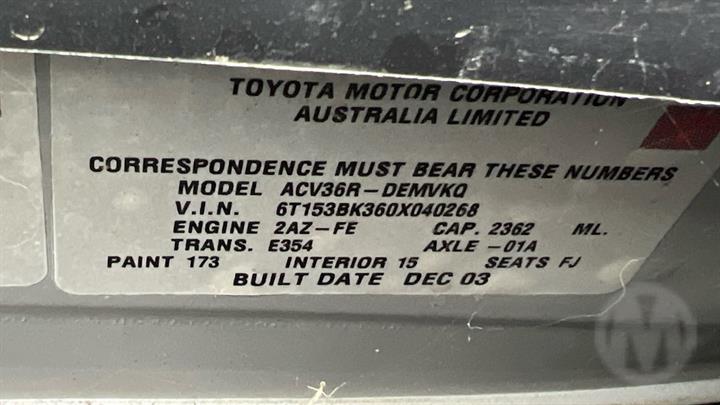 TOYOTA MOTOR CORPORATION
AUSTRALIA LIMITED
CORRESPONDENCE MUST BEAR THESE NUMBERS
MODEL ACV36R-DEMVKQ
V.I.N. 6T153BK360X040268
ENGINE 2AZ-FE CAP. 2362 ML.
TRANS. E354 AXLE -01A
PAINT 173 INTERIOR 15 SEATS FJ
BUILT DATE DEC 03
M